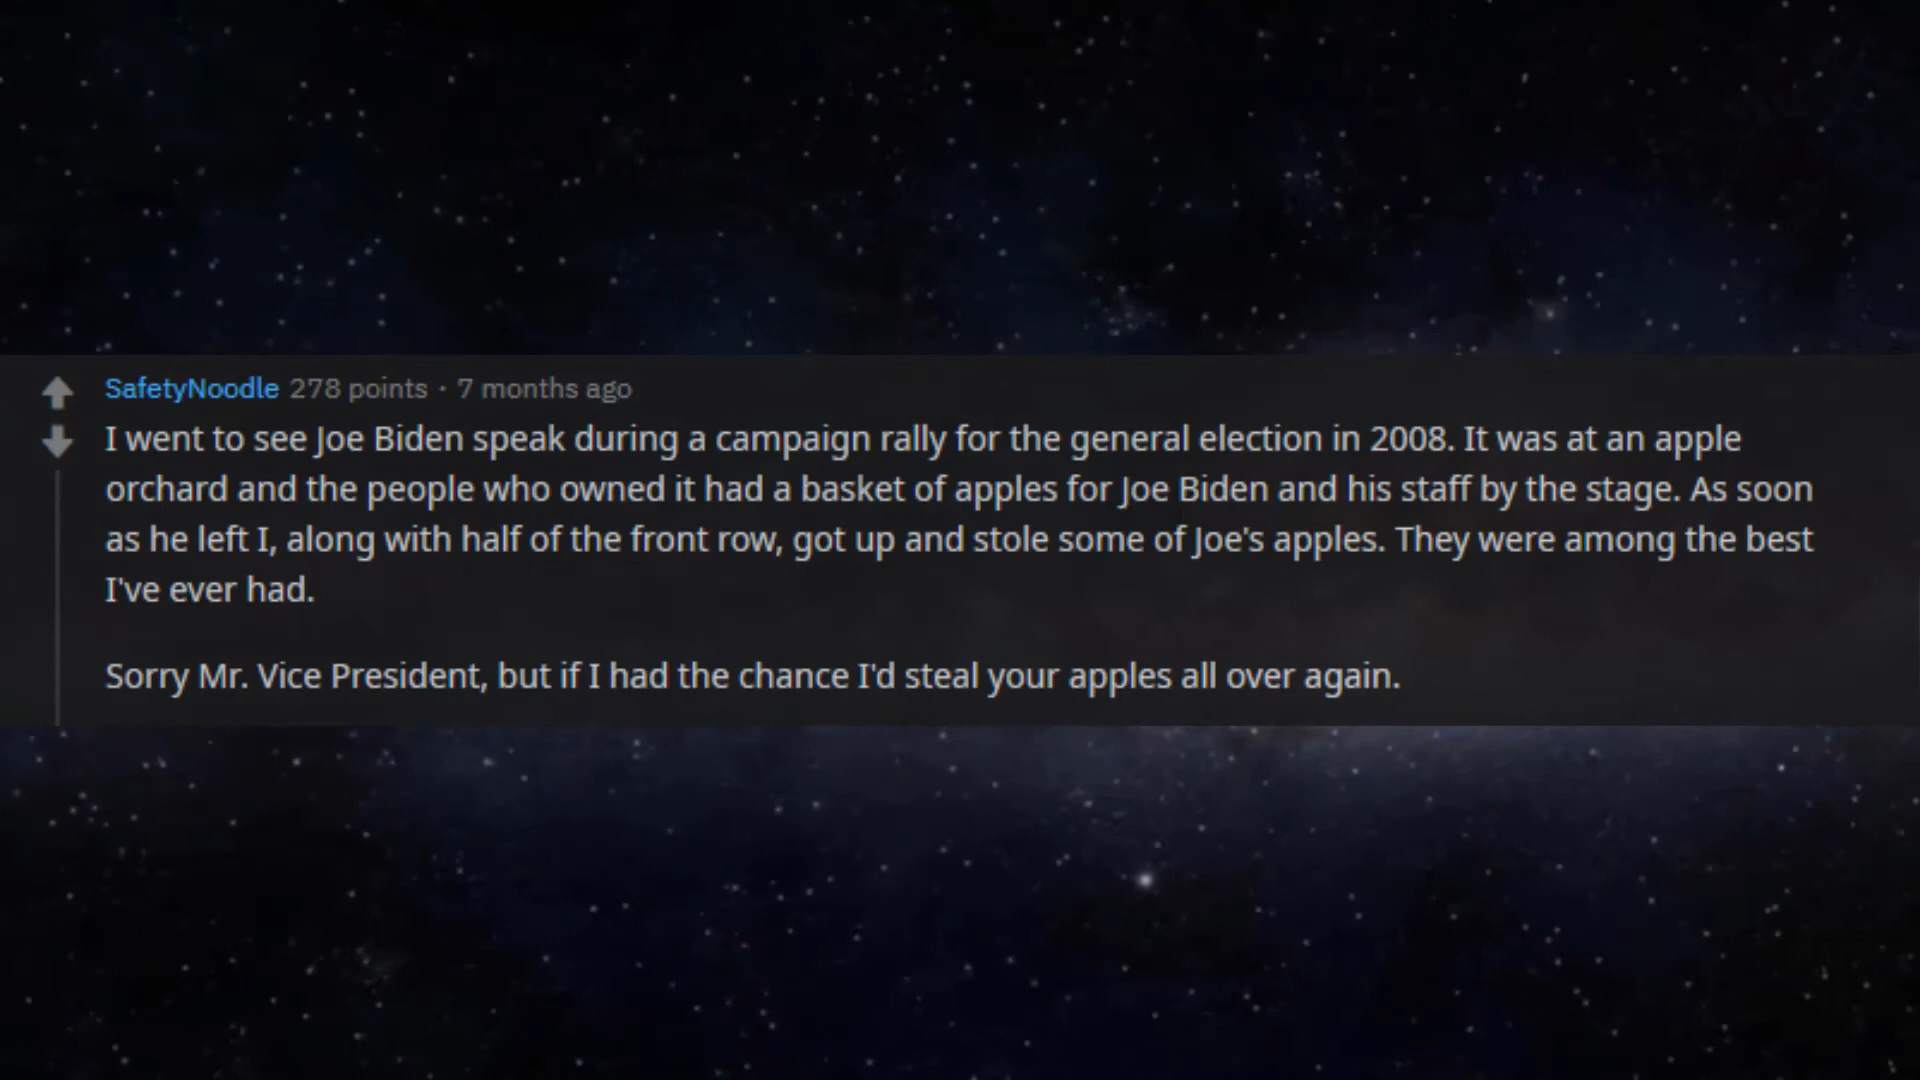 SafetyNoodle 278 points · 7 months ago
I went to see Joe Biden speak during a campaign rally for the general election in 2008. It was at an apple
orchard and the people who owned it had a basket of apples for Joe Biden and his staff by the stage. As soon
as he left I, along with half of the front row, got up and stole some of Joe's apples. They were among the best
I've ever had.
Sorry Mr. Vice President, but if I had the chance I'd steal your apples all over again.